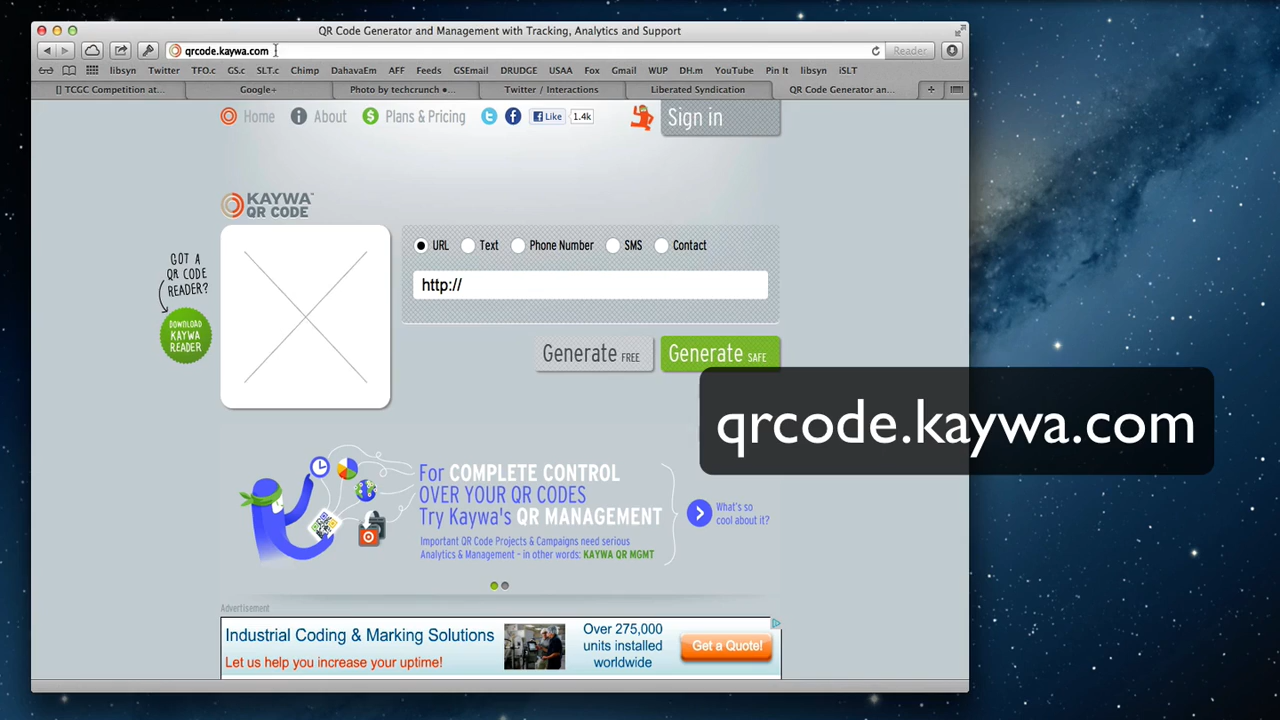 QR Code Generator and Management with Tracking, Analytics and Support
qrcode.kaywa.com
Reader
libsyn Twitter TFO.c GS.c SLT.c Chimp DahavaEm AFF Feeds GSEmail DRUDGE USAA Fox Gmail WUP DH.m YouTube Pin It libsyn iSLT
[] TCGC Competition at... Google+ Photo by techcrunch ●... Twitter / Interactions Liberated Syndication QR Code Generator an...
Home About Plans & Pricing Like 1.4k Sign in
KAYWA™
QR CODE
GOT A
QR CODE
READER?
DOWNLOAD
KAYWA
READER
URL Text Phone Number SMS Contact
http://
Generate FREE Generate SAFE
qrcode.kaywa.com
For COMPLETE CONTROL
OVER YOUR QR CODES
Try Kaywa's QR MANAGEMENT
Important QR Code Projects & Campaigns need serious
Analytics & Management - in other words: KAYWA QR MGMT
What's so
cool about it?
Advertisement
Industrial Coding & Marking Solutions
Let us help you increase your uptime!
Over 275,000
units installed
worldwide
Get a Quote!